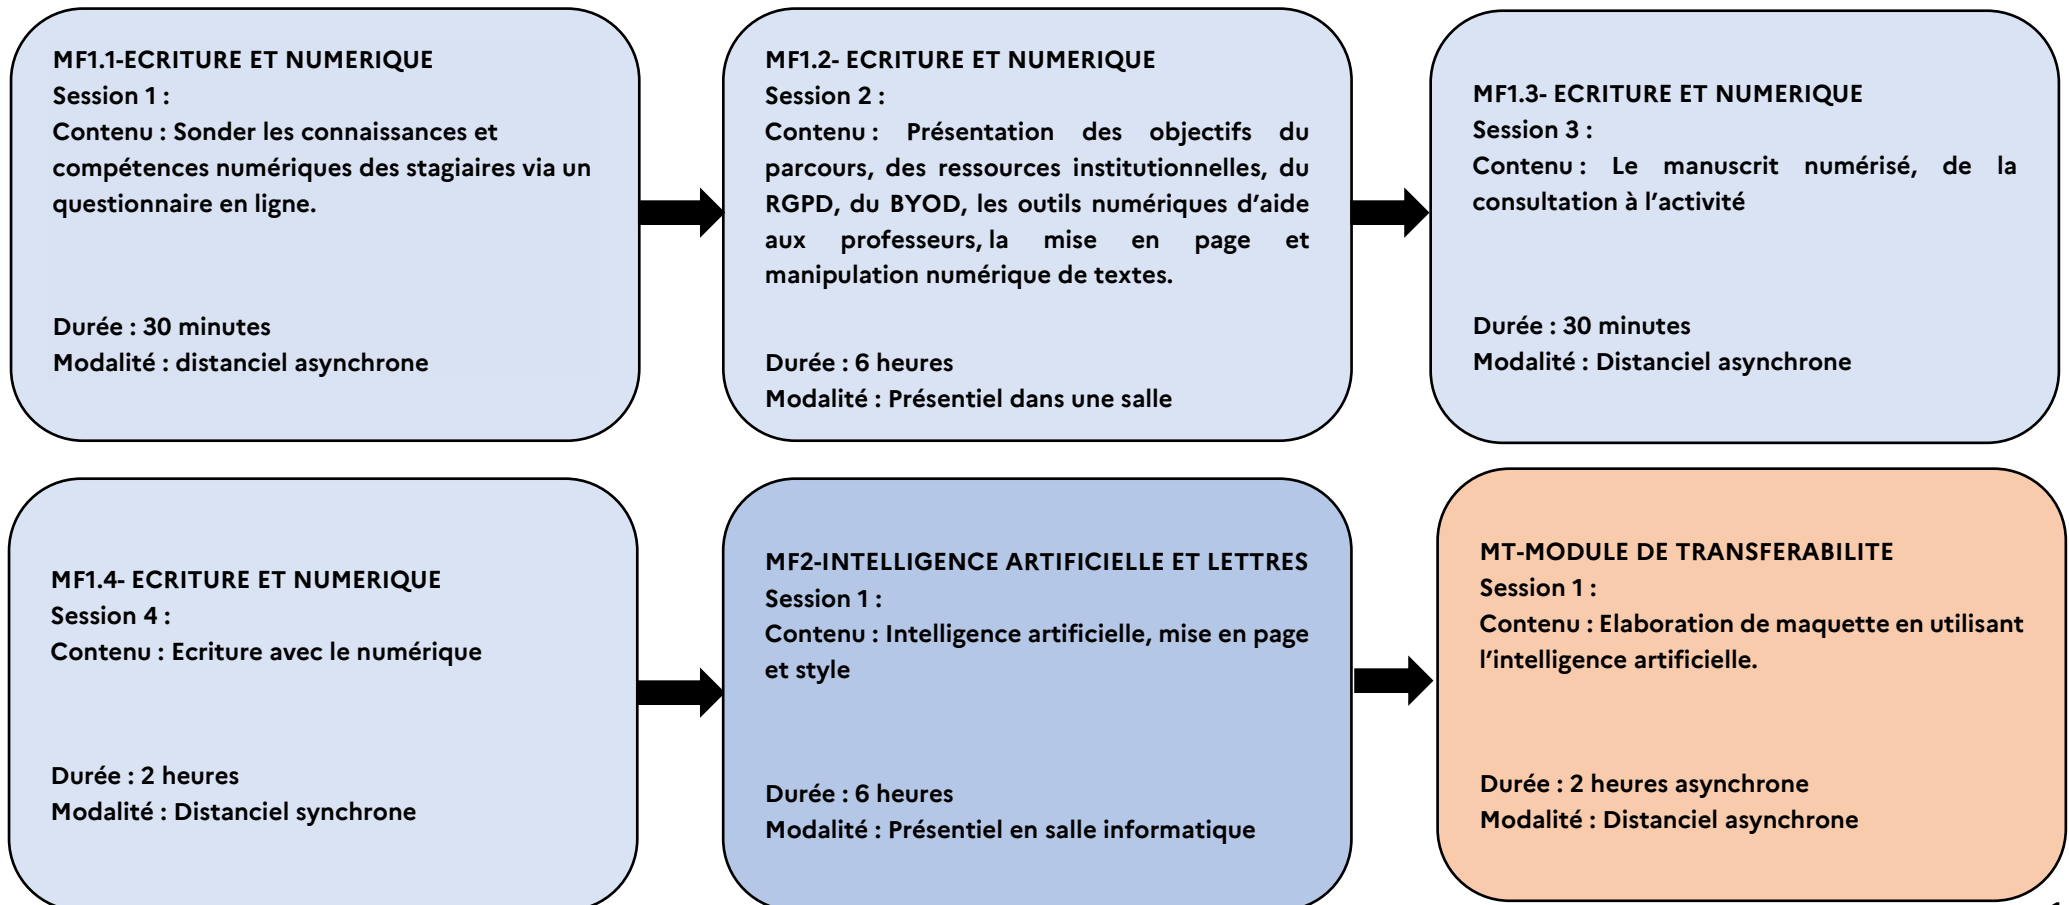 MF1.1-ECRITURE ET NUMERIQUE
Session 1 :
Contenu : Sonder les connaissances et
compétences numériques des stagiaires via un
questionnaire en ligne.
Durée : 30 minutes
Modalité : distanciel asynchrone
MF1.2- ECRITURE ET NUMERIQUE
Session 2 :
Contenu : Présentation des objectifs du
parcours, des ressources institutionnelles, du
RGPD, du BYOD, les outils numériques d’aide
aux professeurs, la mise en page et
manipulation numérique de textes.
Durée : 6 heures
Modalité : Présentiel dans une salle
MF1.3- ECRITURE ET NUMERIQUE
Session 3 :
Contenu : Le manuscrit numérisé, de la
consultation à l’activité
Durée : 30 minutes
Modalité : Distanciel asynchrone
MF1.4- ECRITURE ET NUMERIQUE
Session 4 :
Contenu : Ecriture avec le numérique
Durée : 2 heures
Modalité : Distanciel synchrone
MF2-INTELLIGENCE ARTIFICIELLE ET LETTRES
Session 1 :
Contenu : Intelligence artificielle, mise en page
et style
Durée : 6 heures
Modalité : Présentiel en salle informatique
MT-MODULE DE TRANSFERABILITE
Session 1 :
Contenu : Elaboration de maquette en utilisant
l’intelligence artificielle.
Durée : 2 heures asynchrone
Modalité : Distanciel asynchrone